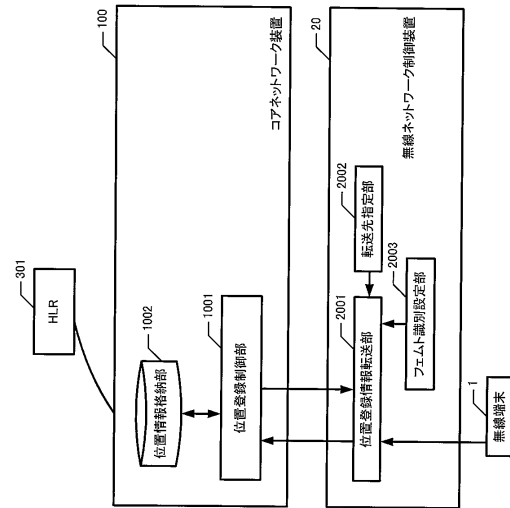 301
HLR
100
コアネットワーク装置
1002
位置情報格納部
1001
位置登録制御部
20
無線ネットワーク制御装置
2002
転送先指定部
2001
位置登録情報転送部
2003
フェムト識別設定部
1
無線端末